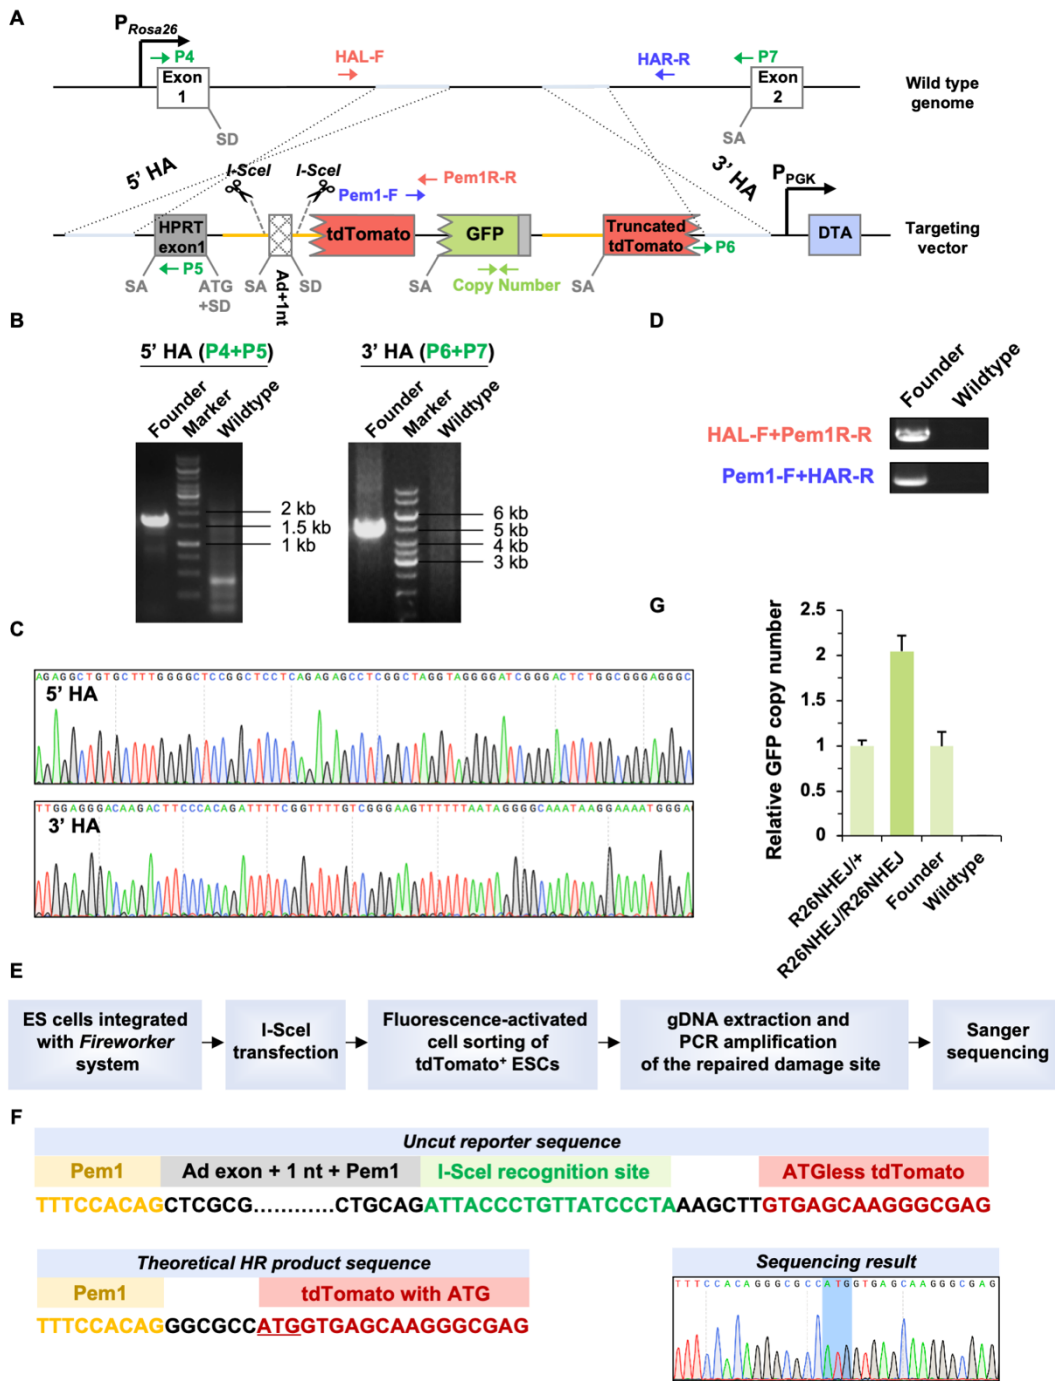 A
P Rosa26
P4
HAL-F
HAR-R
P7
Exon
1
Exon
2
Wild type
genome
SD
SA
5' HA
I-SceI
I-SceI
3' HA
Pem1R-R
Pem1-F
P PGK
HPRT
exon1
tdTomato
GFP
Truncated
tdTomato
DTA
Targeting
vector
P5
P6
SA
ATG
+SD
SA
Ad+1nt
SD
SA
Copy Number
SA
B
5' HA (P4+P5)
3' HA (P6+P7)
Founder
Marker
Wildtype
Founder
Marker
Wildtype
2 kb
1.5 kb
1 kb
6 kb
5 kb
4 kb
3 kb
D
Founder
Wildtype
HAL-F+Pem1R-R
Pem1-F+HAR-R
C
AGAGGCTGTGCTTTGGGGCTCCGGCTCCTCAGAGAGCCTCGGCTAGGTAGGGGATCGGGACTCTGGCGGGAGGGC
5' HA
TTGGAGGGACAAGACTTCCCACAGATTTTCGGTTTTGTCGGGAAGTTTTTTAATAGGGGCAAATAAGGAAAATGGGA
3' HA
G
Relative GFP copy number
2.5
2
1.5
1
0.5
0
R26NHEJ/+
R26NHEJ/R26NHEJ
Founder
Wildtype
E
ES cells integrated
with Fireworker
system
I-SceI
transfection
Fluorescence-activated
cell sorting of
tdTomato⁺ ESCs
gDNA extraction and
PCR amplification
of the repaired damage site
Sanger
sequencing
F
Uncut reporter sequence
Pem1
Ad exon + 1 nt + Pem1
I-SceI recognition site
ATGless tdTomato
TTTCCACAGCTCGCG............CTGCAGATTACCCTGTTATCCCTAAAGCTTGTGAGCAAGGGCGAG
Theoretical HR product sequence
Pem1
tdTomato with ATG
TTTCCACAGGGCGCCATGGTGAGCAAGGGCGAG
Sequencing result
TTTCCACAGGGCGCCATGGTGAGCAAGGGCGAG